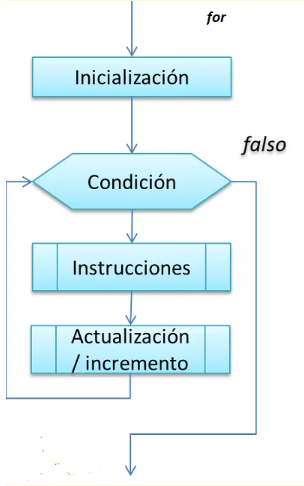 for
Inicialización
falso
Condición
Instrucciones
Actualización
/ incremento